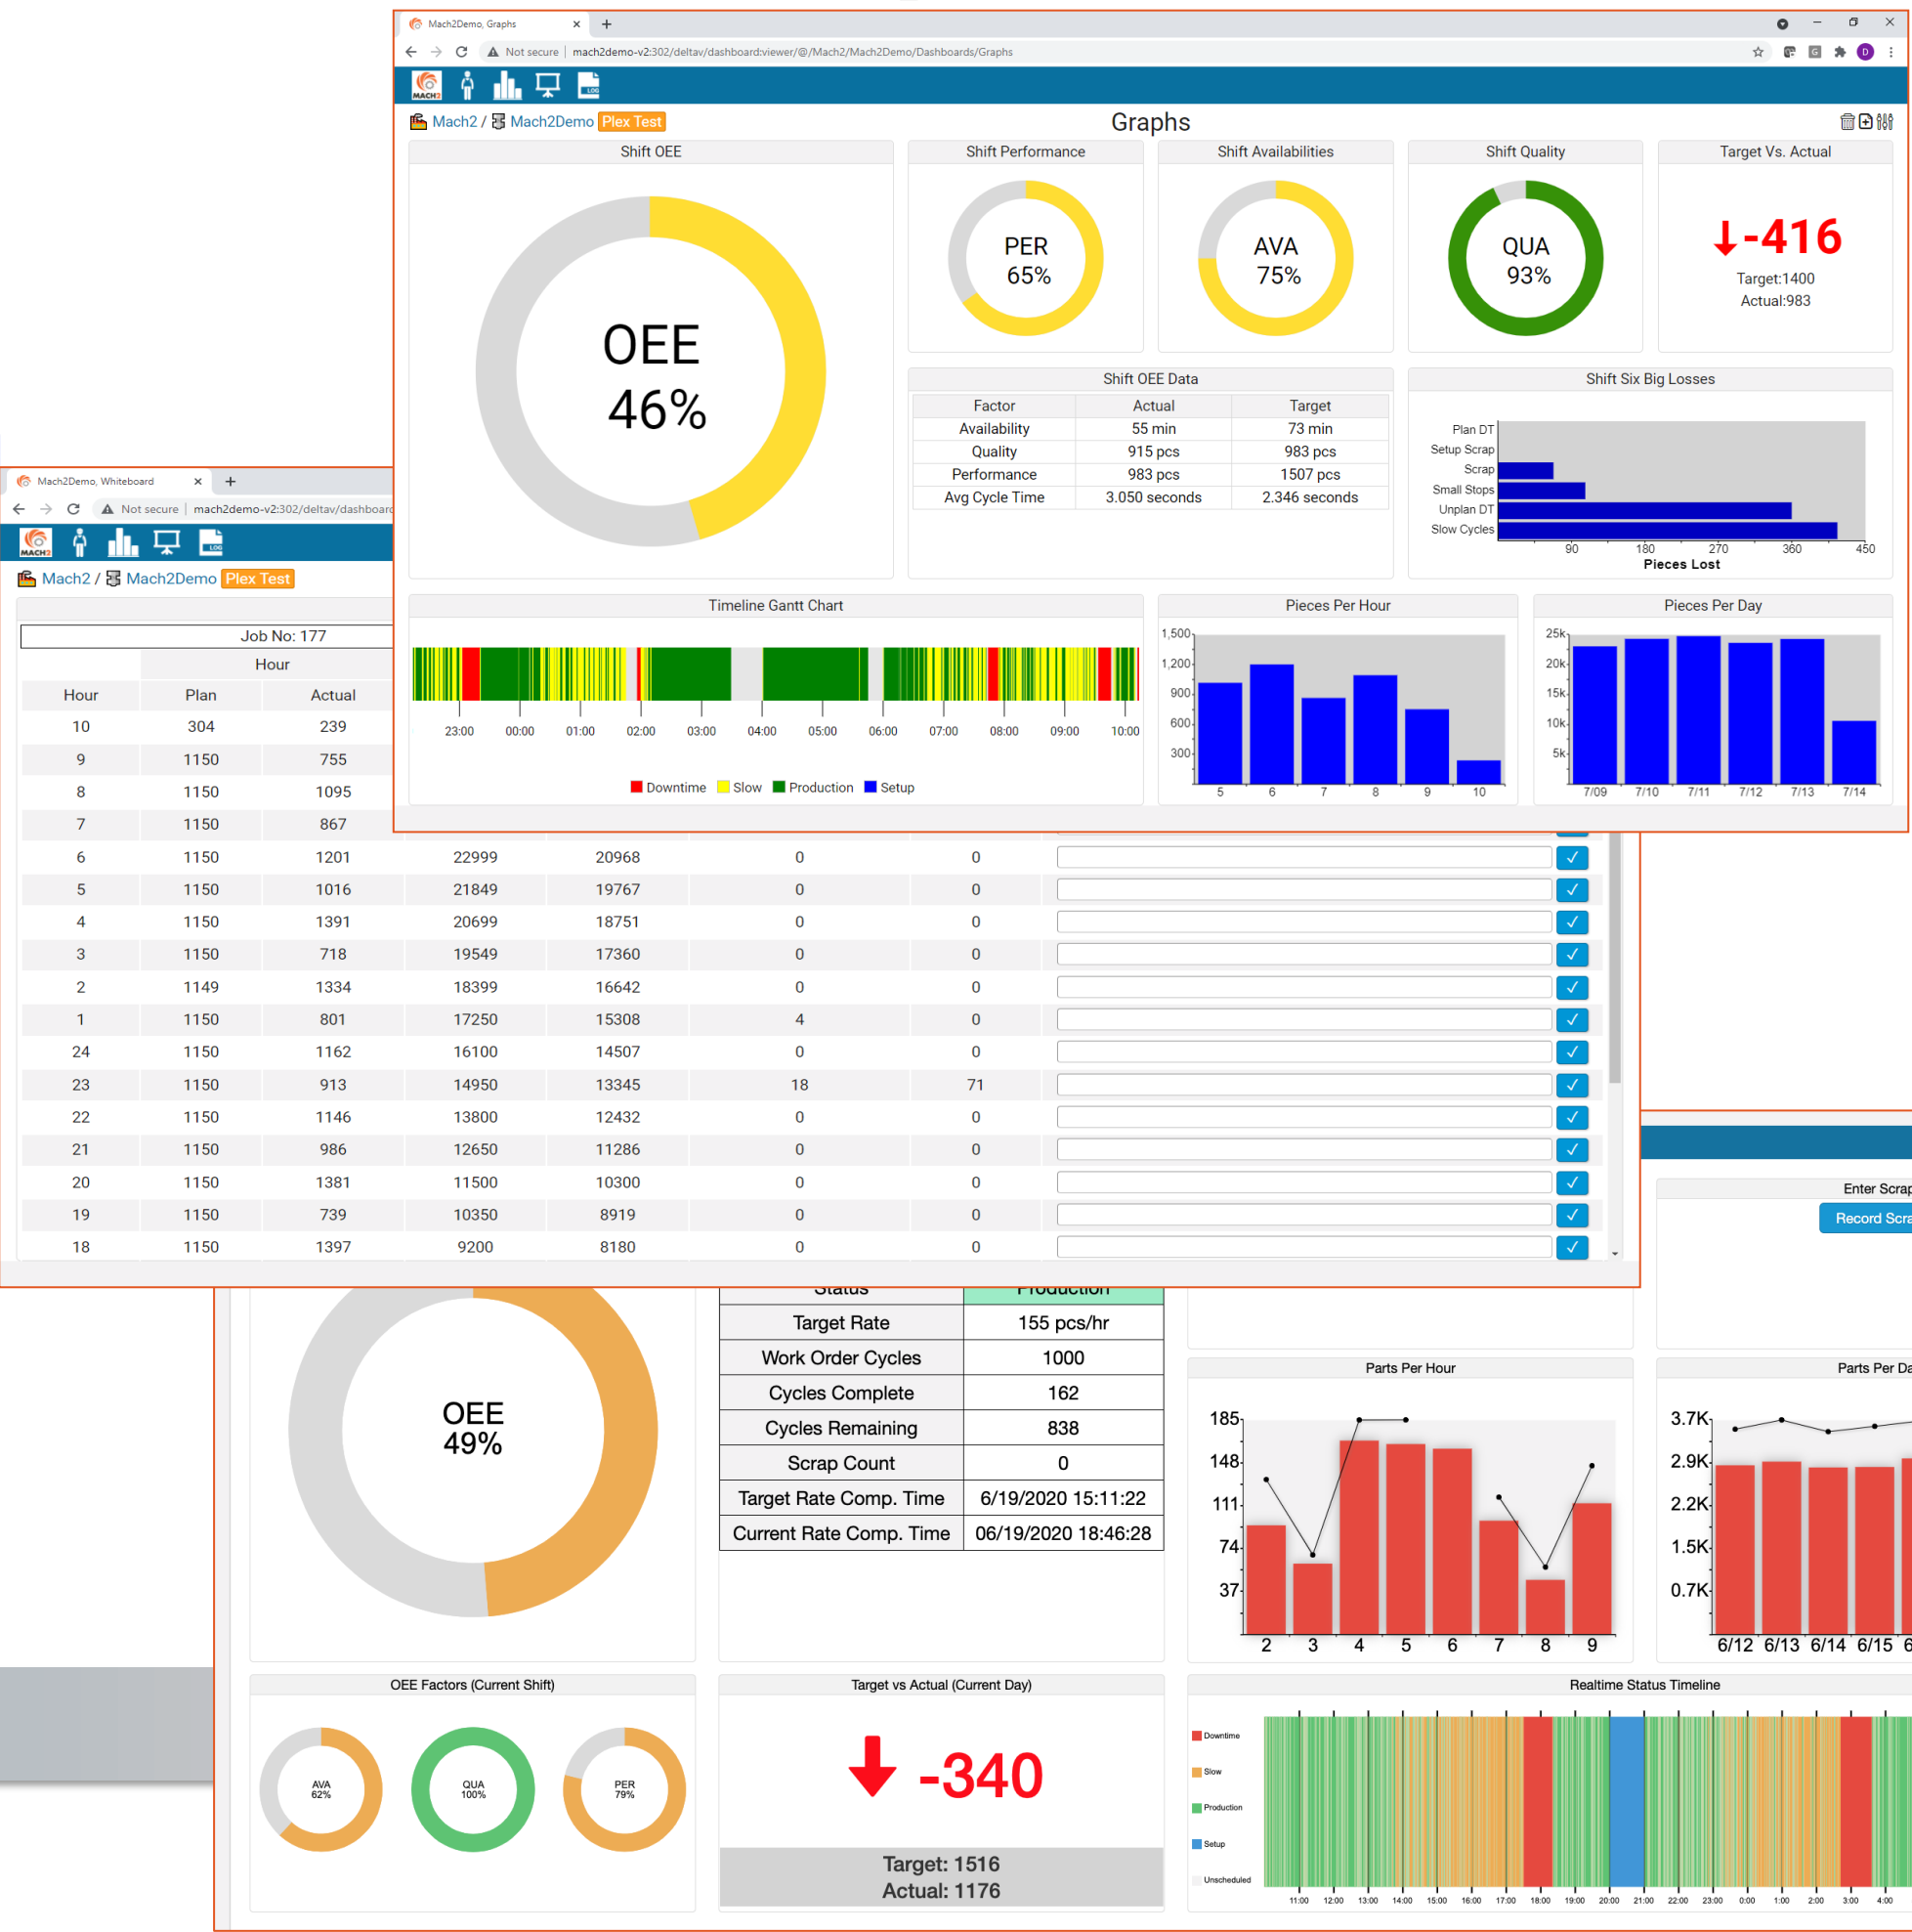 Mach2Demo, Graphs
Not secure | mach2demo-v2:302/deltav/dashboard:viewer/@/Mach2/Mach2Demo/Dashboards/Graphs
MACH2
LOG
Mach2 / Mach2Demo Plex Test
Graphs
Shift OEE
OEE
46%
Shift Performance
PER
65%
Shift Availabilities
AVA
75%
Shift Quality
QUA
93%
Target Vs. Actual
-416
Target:1400
Actual:983
Shift OEE Data
Factor Actual Target
Availability 55 min 73 min
Quality 915 pcs 983 pcs
Performance 983 pcs 1507 pcs
Avg Cycle Time 3.050 seconds 2.346 seconds
Shift Six Big Losses
Plan DT
Setup Scrap
Scrap
Small Stops
Unplan DT
Slow Cycles
90 180 270 360 450
Pieces Lost
Timeline Gantt Chart
23:00 00:00 01:00 02:00 03:00 04:00 05:00 06:00 07:00 08:00 09:00 10:00
Downtime Slow Production Setup
Pieces Per Hour
1,500
1,200
900
600
300
5 6 7 8 9 10
Pieces Per Day
25k
20k
15k
10k
5k
7/09 7/10 7/11 7/12 7/13 7/14
Mach2Demo, Whiteboard
Not secure | mach2demo-v2:302/deltav/dashboar
MACH2
LOG
Mach2 / Mach2Demo Plex Test
Job No: 177
Hour
Hour Plan Actual
10 304 239
9 1150 755
8 1150 1095
7 1150 867
6 1150 1201 22999 20968 0 0
5 1150 1016 21849 19767 0 0
4 1150 1391 20699 18751 0 0
3 1150 718 19549 17360 0 0
2 1149 1334 18399 16642 0 0
1 1150 801 17250 15308 4 0
24 1150 1162 16100 14507 0 0
23 1150 913 14950 13345 18 71
22 1150 1146 13800 12432 0 0
21 1150 986 12650 11286 0 0
20 1150 1381 11500 10300 0 0
19 1150 739 10350 8919 0 0
18 1150 1397 9200 8180 0 0
Enter Scrap
Record Scra
OEE
49%
Status Production
Target Rate 155 pcs/hr
Work Order Cycles 1000
Cycles Complete 162
Cycles Remaining 838
Scrap Count 0
Target Rate Comp. Time 6/19/2020 15:11:22
Current Rate Comp. Time 06/19/2020 18:46:28
Parts Per Hour
185
148
111
74
37
2 3 4 5 6 7 8 9
Parts Per Da
3.7K
2.9K
2.2K
1.5K
0.7K
6/12 6/13 6/14 6/15 6
OEE Factors (Current Shift)
AVA
62%
QUA
100%
PER
79%
Target vs Actual (Current Day)
-340
Target: 1516
Actual: 1176
Realtime Status Timeline
Downtime
Slow
Production
Setup
Unscheduled
11:00 12:00 13:00 14:00 15:00 16:00 17:00 18:00 19:00 20:00 21:00 22:00 23:00 0:00 1:00 2:00 3:00 4:00